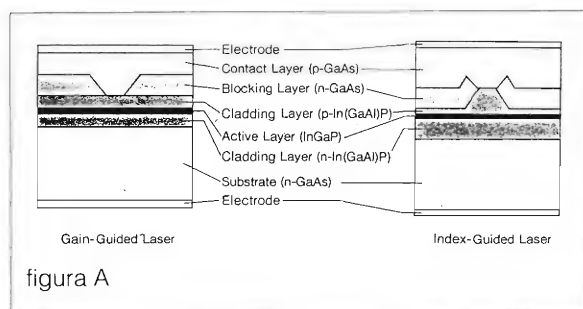 Electrode
Contact Layer (p-GaAs)
Blocking Layer (n-GaAs)
Cladding Layer (p-In(GaAl)P)
Active Layer (InGaP)
Cladding Layer (n-In(GaAl)P)
Substrate (n-GaAs)
Electrode
Gain-Guided Laser
Index-Guided Laser
figura A